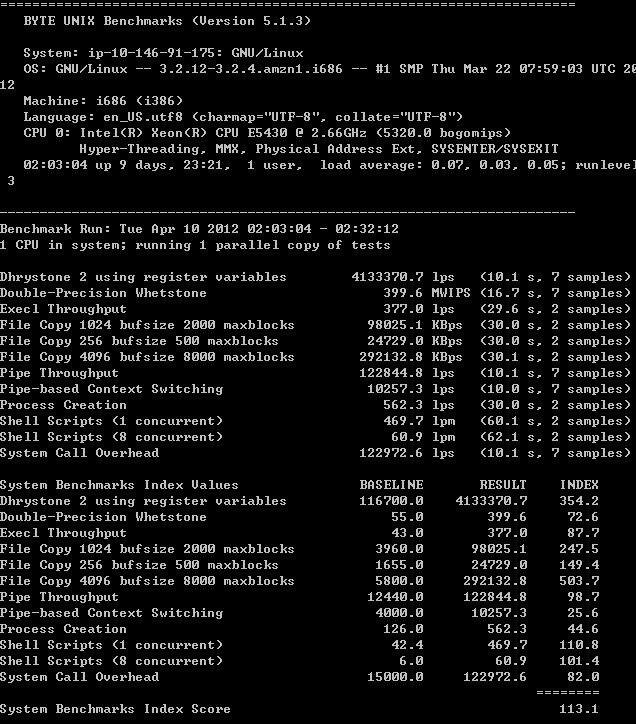 ========================================================================
   BYTE UNIX Benchmarks (Version 5.1.3)

   System: ip-10-146-91-175: GNU/Linux
   OS: GNU/Linux -- 3.2.12-3.2.4.amzn1.i686 -- #1 SMP Thu Mar 22 07:59:03 UTC 20
12
   Machine: i686 (i386)
   Language: en_US.utf8 (charmap="UTF-8", collate="UTF-8")
   CPU 0: Intel(R) Xeon(R) CPU E5430 @ 2.66GHz (5320.0 bogomips)
          Hyper-Threading, MMX, Physical Address Ext, SYSENTER/SYSEXIT
   02:03:04 up 9 days, 23:21,  1 user,  load average: 0.07, 0.03, 0.05; runlevel
 3

------------------------------------------------------------------------
Benchmark Run: Tue Apr 10 2012 02:03:04 - 02:32:12
1 CPU in system; running 1 parallel copy of tests

Dhrystone 2 using register variables        4133370.7 lps   (10.1 s, 7 samples)
Double-Precision Whetstone                      399.6 MWIPS (16.7 s, 7 samples)
Execl Throughput                                377.0 lps   (29.6 s, 2 samples)
File Copy 1024 bufsize 2000 maxblocks         98025.1 KBps  (30.0 s, 2 samples)
File Copy 256 bufsize 500 maxblocks           24729.0 KBps  (30.0 s, 2 samples)
File Copy 4096 bufsize 8000 maxblocks        292132.8 KBps  (30.1 s, 2 samples)
Pipe Throughput                              122844.8 lps   (10.1 s, 7 samples)
Pipe-based Context Switching                  10257.3 lps   (10.0 s, 7 samples)
Process Creation                                562.3 lps   (30.0 s, 2 samples)
Shell Scripts (1 concurrent)                    469.7 lpm   (60.1 s, 2 samples)
Shell Scripts (8 concurrent)                     60.9 lpm   (62.1 s, 2 samples)
System Call Overhead                         122972.6 lps   (10.1 s, 7 samples)

System Benchmarks Index Values               BASELINE       RESULT    INDEX
Dhrystone 2 using register variables         116700.0    4133370.7    354.2
Double-Precision Whetstone                       55.0        399.6     72.6
Execl Throughput                                 43.0        377.0     87.7
File Copy 1024 bufsize 2000 maxblocks          3960.0      98025.1    247.5
File Copy 256 bufsize 500 maxblocks            1655.0      24729.0    149.4
File Copy 4096 bufsize 8000 maxblocks          5800.0     292132.8    503.7
Pipe Throughput                               12440.0     122844.8     98.7
Pipe-based Context Switching                   4000.0      10257.3     25.6
Process Creation                                126.0        562.3     44.6
Shell Scripts (1 concurrent)                     42.4        469.7    110.8
Shell Scripts (8 concurrent)                      6.0         60.9    101.4
System Call Overhead                          15000.0     122972.6     82.0
                                                                   ========
System Benchmarks Index Score                                         113.1